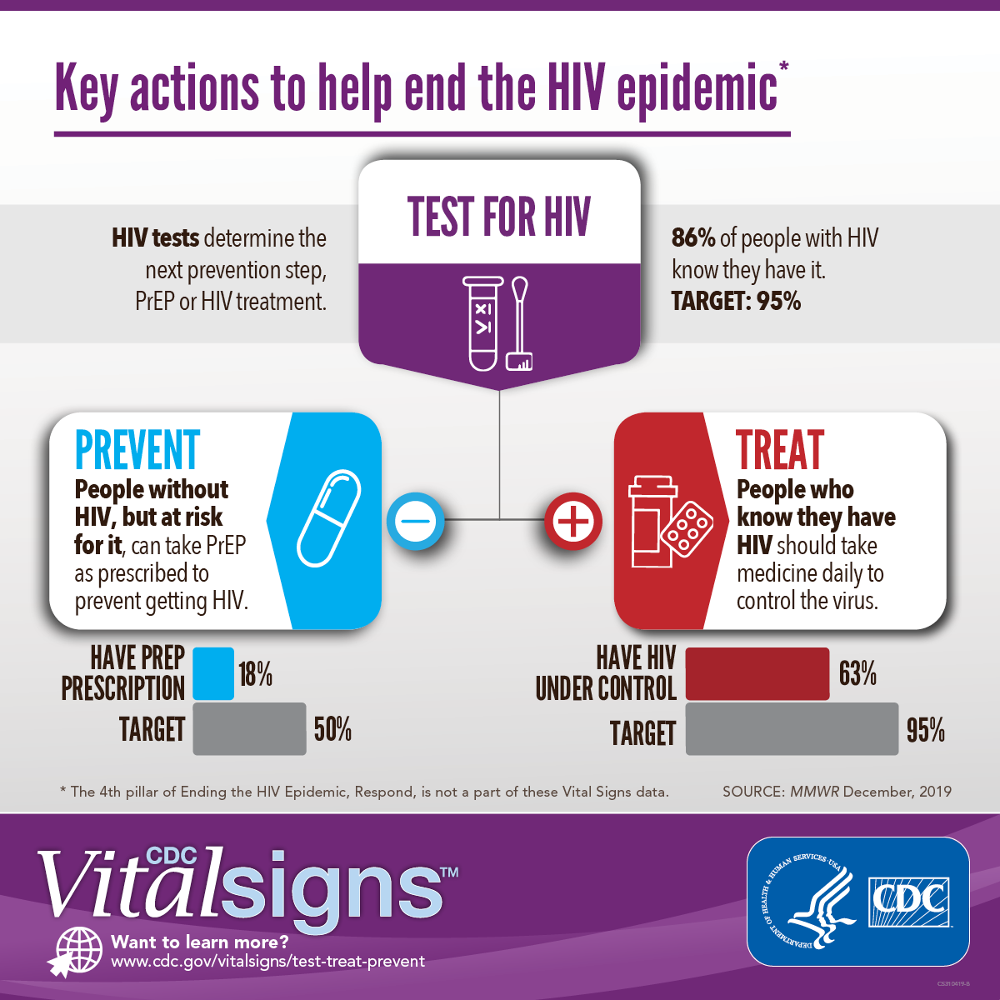 Key actions to help end the HIV epidemic*
TEST FOR HIV
HIV tests determine the
next prevention step,
PrEP or HIV treatment.
86% of people with HIV
know they have it.
TARGET: 95%
PREVENT
People without
HIV, but at risk
for it, can take PrEP
as prescribed to
prevent getting HIV.
TREAT
People who
know they have
HIV should take
medicine daily to
control the virus.
HAVE PREP
PRESCRIPTION
18%
TARGET
50%
HAVE HIV
UNDER CONTROL
63%
TARGET
95%
* The 4th pillar of Ending the HIV Epidemic, Respond, is not a part of these Vital Signs data.
SOURCE: MMWR December, 2019
CDC
Vitalsigns™
Want to learn more?
www.cdc.gov/vitalsigns/test-treat-prevent
DEPARTMENT OF HEALTH & HUMAN SERVICES · USA
CDC
CS310419-B